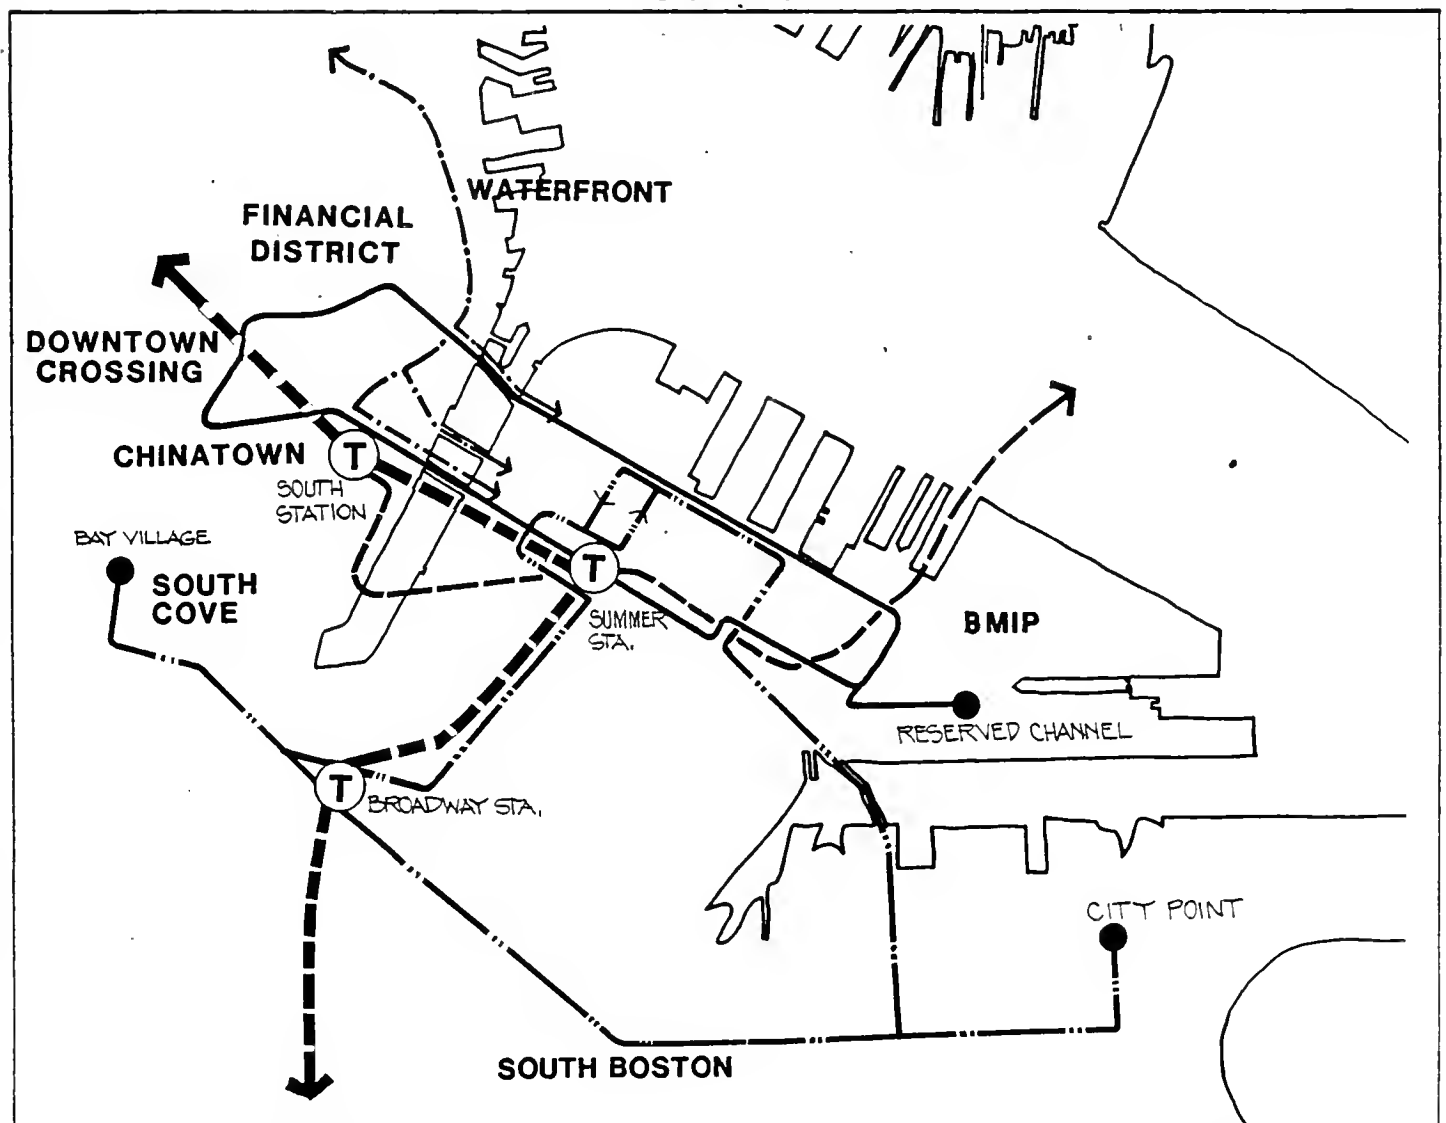 WATERFRONT
FINANCIAL
DISTRICT
DOWNTOWN
CROSSING
CHINATOWN
T
SOUTH
STATION
BAY VILLAGE
SOUTH
COVE
T
SUMMER
STA.
BMIP
RESERVED CHANNEL
T
BROADWAY STA.
CITY POINT
SOUTH BOSTON